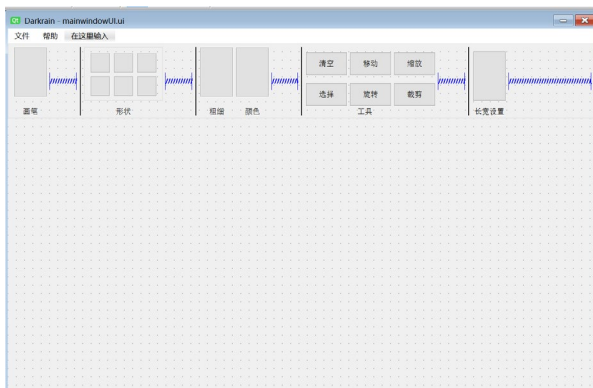 Darkrain - mainwindowUI.ui
文件 帮助 在这里输入
清空 移动 缩放
选择 旋转 裁剪
画笔 形状 粗细 颜色 工具 长宽设置